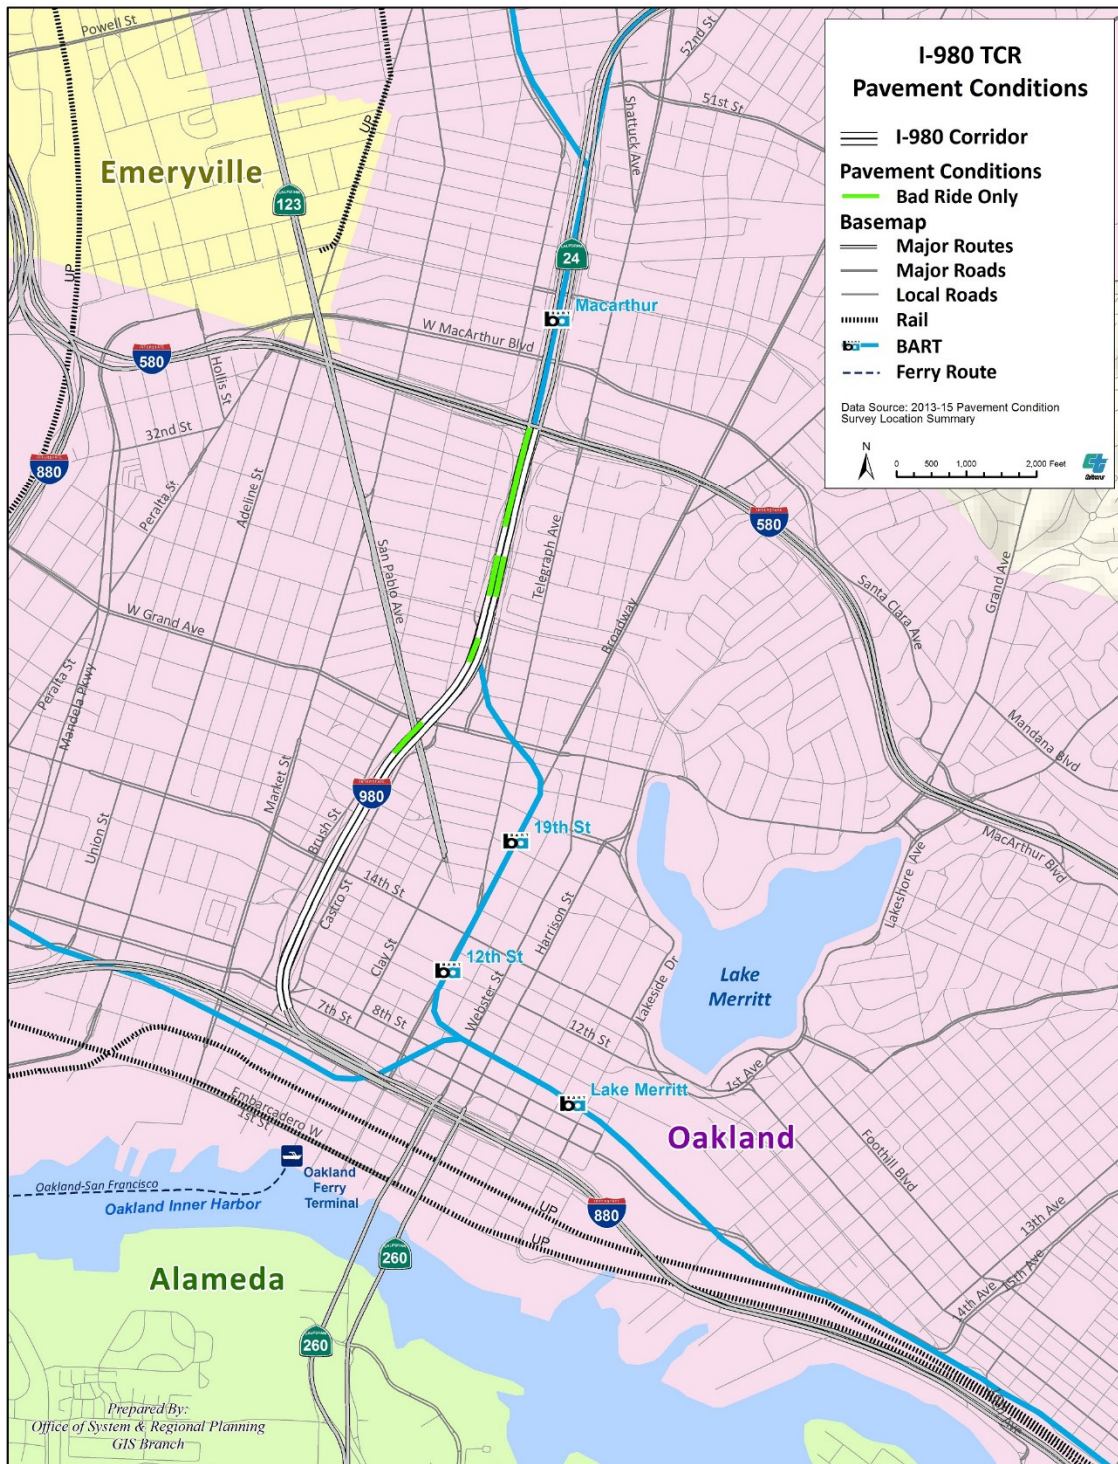 Powell St
52nd St
I-980 TCR
Pavement Conditions
I-980 Corridor
Pavement Conditions
Bad Ride Only
Basemap
Major Routes
Major Roads
Local Roads
Rail
BART
Ferry Route
Data Source: 2013-15 Pavement Condition
Survey Location Summary
N
0 500 1,000 2,000 Feet
Caltrans
51st St
Shattuck Ave
UP
Emeryville
123
24
UP
Macarthur
W MacArthur Blvd
580
Hollis St
32nd St
880
Peralta St
Adeline St
580
San Pablo Ave
Telegraph Ave
Broadway
Santa Clara Ave
Grand Ave
W Grand Ave
Peralta St
Mandela Pkwy
Mandana Blvd
Market St
980
Brush St
19th St
Union St
MacArthur Blvd
14th St
Castro St
Harrison St
Lakeshore Ave
Clay St
12th St
Webster St
Lakeside Dr
Lake
Merritt
7th St
8th St
12th St
1st Ave
Lake Merritt
Embarcadero W
1st St
Oakland
Foothill Blvd
Oakland
Ferry
Terminal
Oakland-San Francisco
Oakland Inner Harbor
880
UP
UP
13th Ave
15th Ave
14th Ave
260
Alameda
260
Ave
Prepared By:
Office of System & Regional Planning
GIS Branch